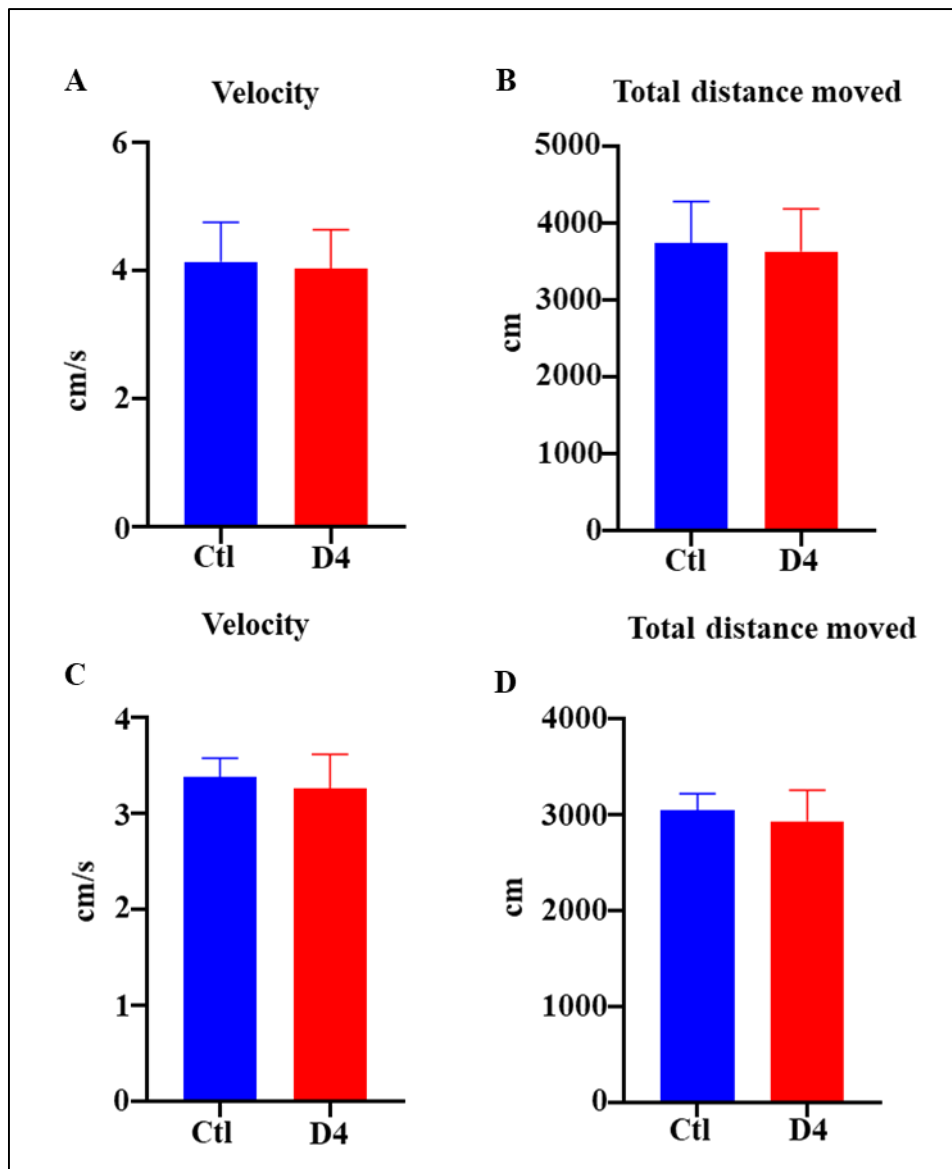 A
Velocity
6
4
2
0
cm/s
Ctl
D4
B
Total distance moved
5000
4000
3000
2000
1000
0
cm
Ctl
D4
C
Velocity
4
3
2
1
0
cm/s
Ctl
D4
D
Total distance moved
4000
3000
2000
1000
0
cm
Ctl
D4